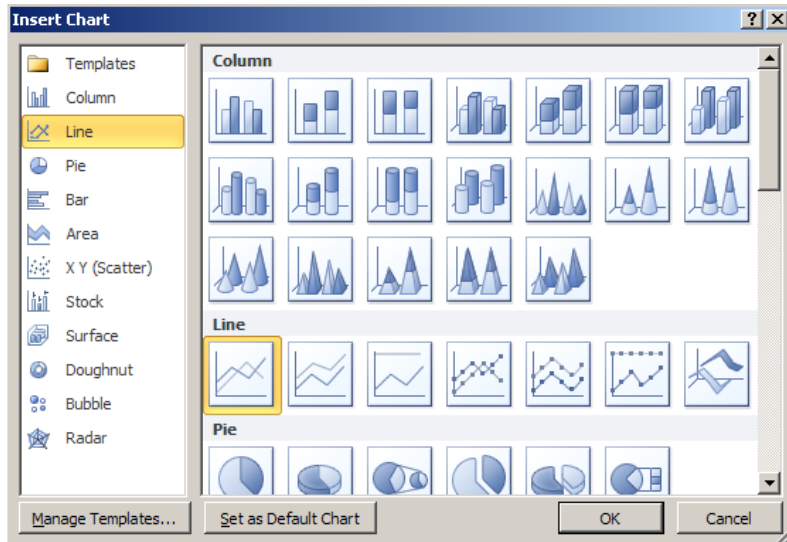 Insert Chart
Templates
Column
Line
Pie
Bar
Area
X Y (Scatter)
Stock
Surface
Doughnut
Bubble
Radar
Column
Line
Pie
Manage Templates...
Set as Default Chart
OK
Cancel